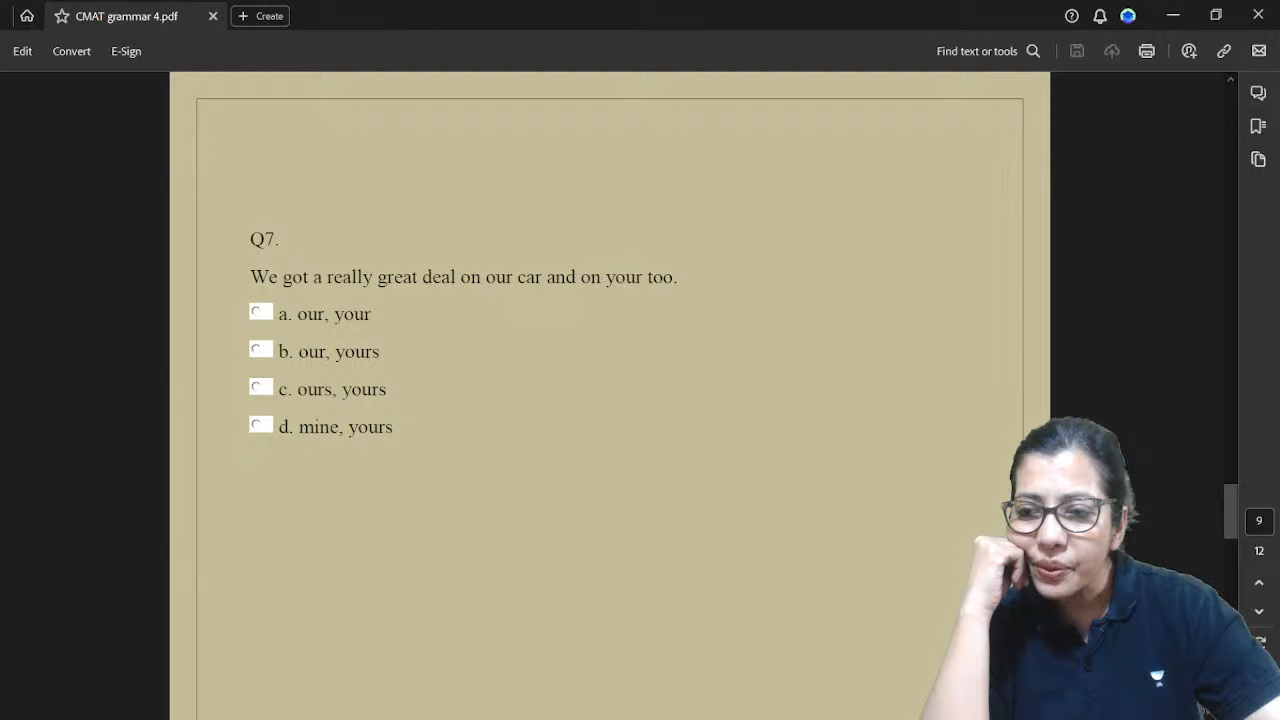 CMAT grammar 4.pdf
Create
Edit
Convert
E-Sign
Find text or tools
Q7.
We got a really great deal on our car and on your too.
a. our, your
b. our, yours
c. ours, yours
d. mine, yours
9
12